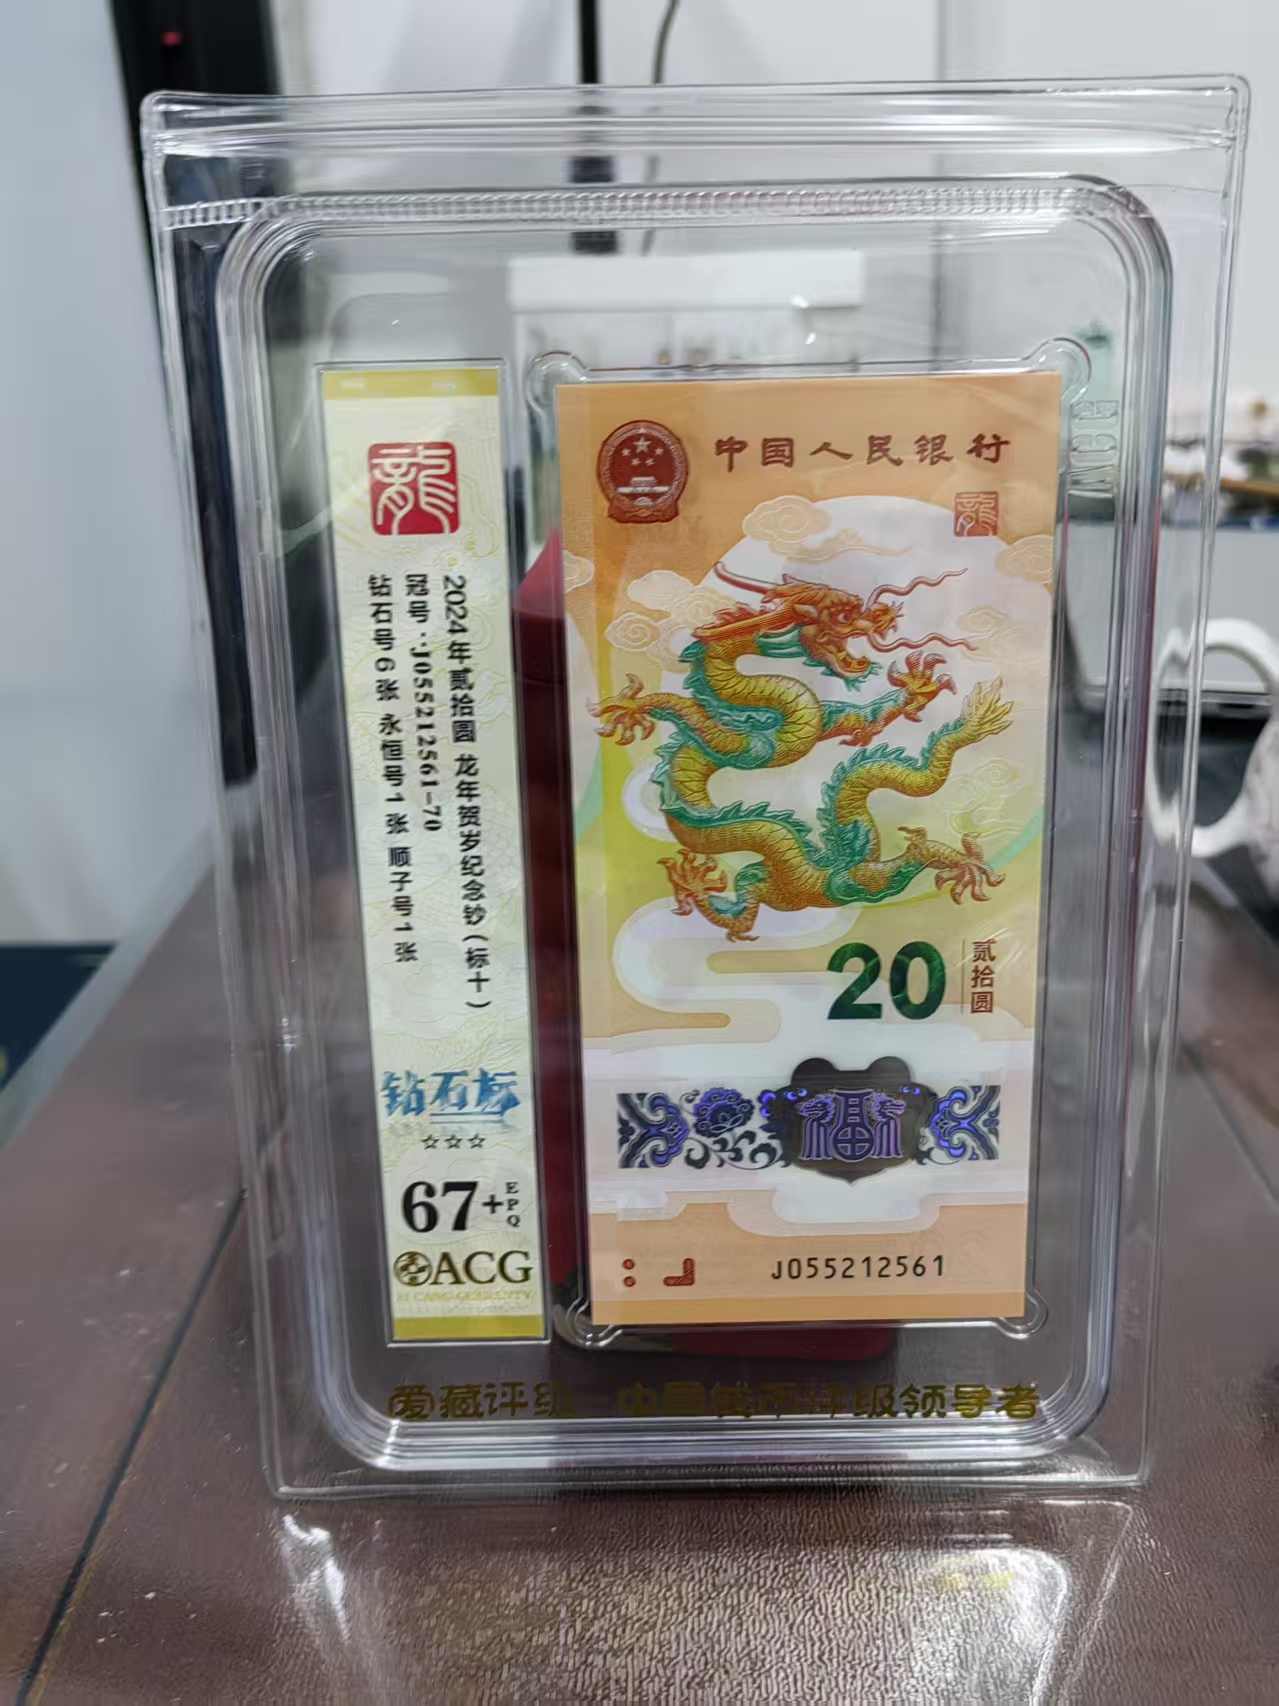 龍
2024年贰拾圆 龙年贺岁纪念钞（标十）
冠号：J055212561-70
钻石号6张 永恒号1张 顺子号1张
钻石标
☆☆☆
67+
EPQ
ACG
中国人民银行
龍
20
贰拾圆
福
J055212561
爱藏评级 中国钱币评级领导者